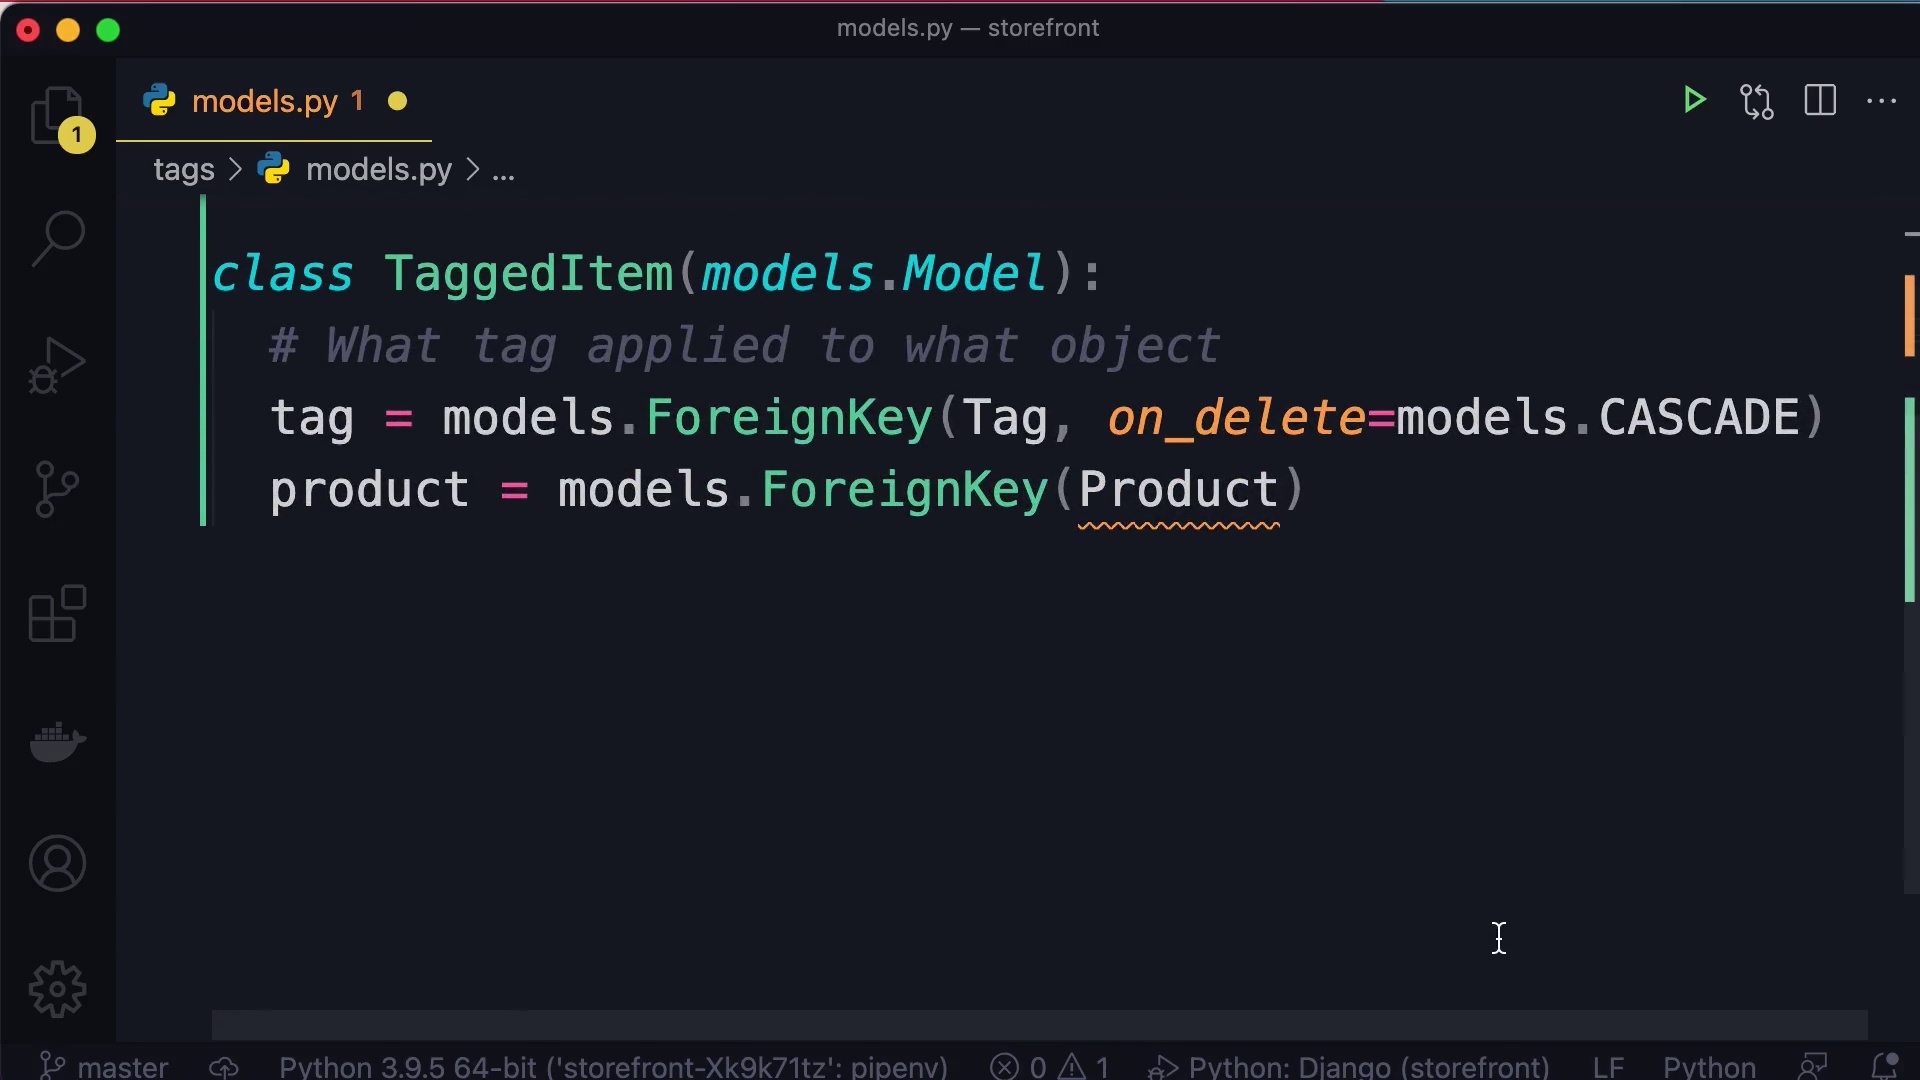 models.py — storefront
models.py 1
1
tags > models.py > ...
class TaggedItem(models.Model):
# What tag applied to what object
tag = models.ForeignKey(Tag, on_delete=models.CASCADE)
product = models.ForeignKey(Product)
master Python 3.9.5 64-bit ('storefront-Xk9k71tz': pipenv) 0 1 Python: Django (storefront) LF Python